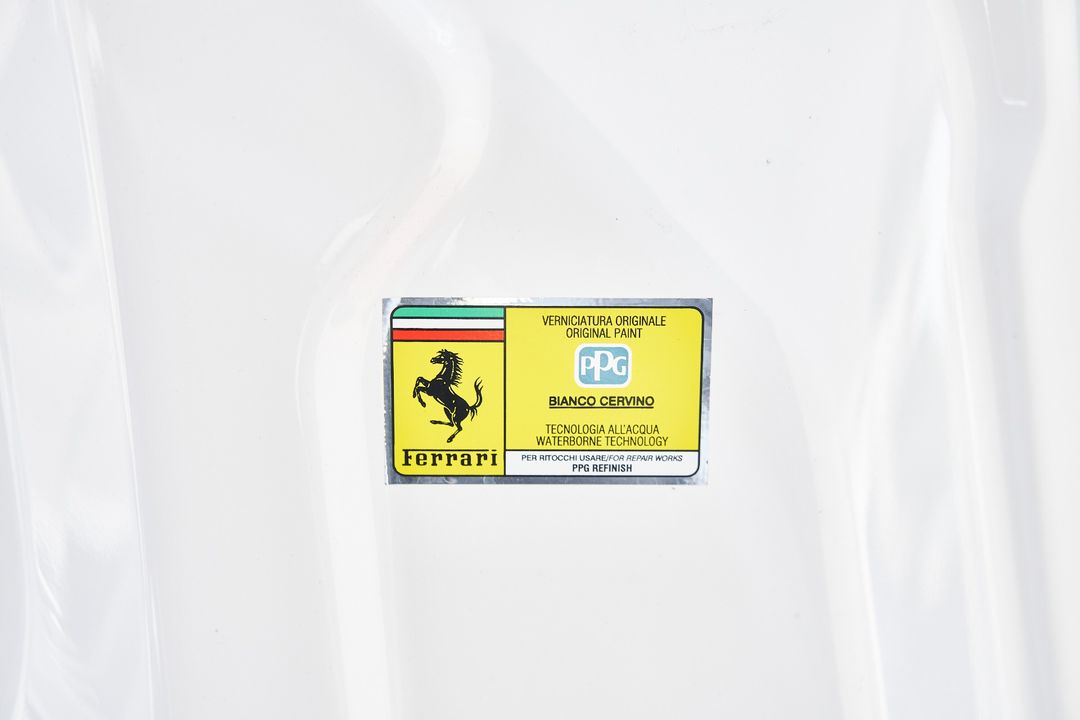 Ferrari
VERNICIATURA ORIGINALE
ORIGINAL PAINT
PPG
BIANCO CERVINO
TECNOLOGIA ALL'ACQUA
WATERBORNE TECHNOLOGY
PER RITOCCHI USARE/FOR REPAIR WORKS
PPG REFINISH